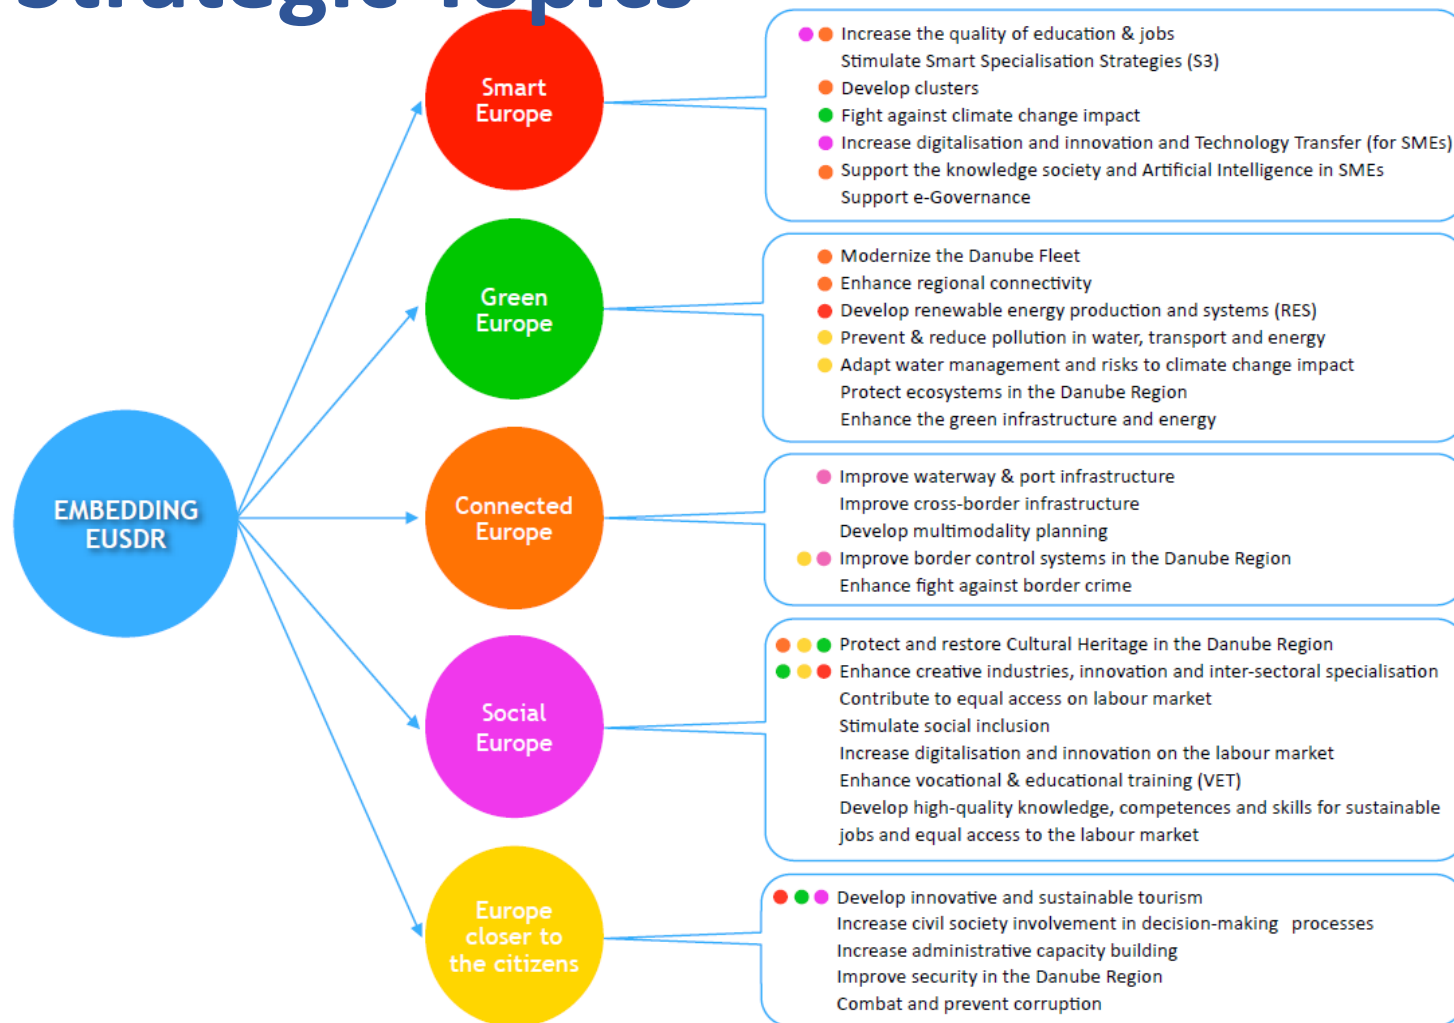 Strategic Topics
EMBEDDING
EUSDR
Smart
Europe
Increase the quality of education & jobs
Stimulate Smart Specialisation Strategies (S3)
Develop clusters
Fight against climate change impact
Increase digitalisation and innovation and Technology Transfer (for SMEs)
Support the knowledge society and Artificial Intelligence in SMEs
Support e-Governance
Green
Europe
Modernize the Danube Fleet
Enhance regional connectivity
Develop renewable energy production and systems (RES)
Prevent & reduce pollution in water, transport and energy
Adapt water management and risks to climate change impact
Protect ecosystems in the Danube Region
Enhance the green infrastructure and energy
Connected
Europe
Improve waterway & port infrastructure
Improve cross-border infrastructure
Develop multimodality planning
Improve border control systems in the Danube Region
Enhance fight against border crime
Social
Europe
Protect and restore Cultural Heritage in the Danube Region
Enhance creative industries, innovation and inter-sectoral specialisation
Contribute to equal access on labour market
Stimulate social inclusion
Increase digitalisation and innovation on the labour market
Enhance vocational & educational training (VET)
Develop high-quality knowledge, competences and skills for sustainable
jobs and equal access to the labour market
Europe
closer to
the citizens
Develop innovative and sustainable tourism
Increase civil society involvement in decision-making processes
Increase administrative capacity building
Improve security in the Danube Region
Combat and prevent corruption